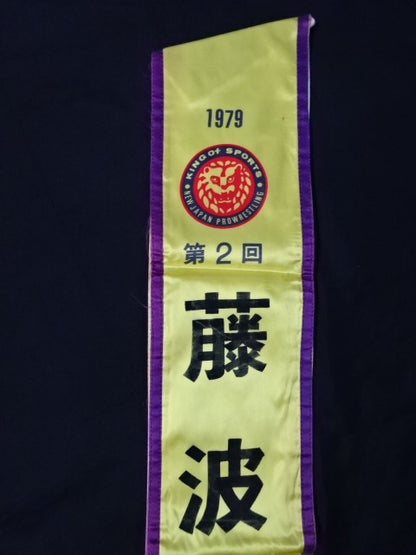 1979
KING OF SPORTS
NEW JAPAN PROWRESTLING
第2回
藤波